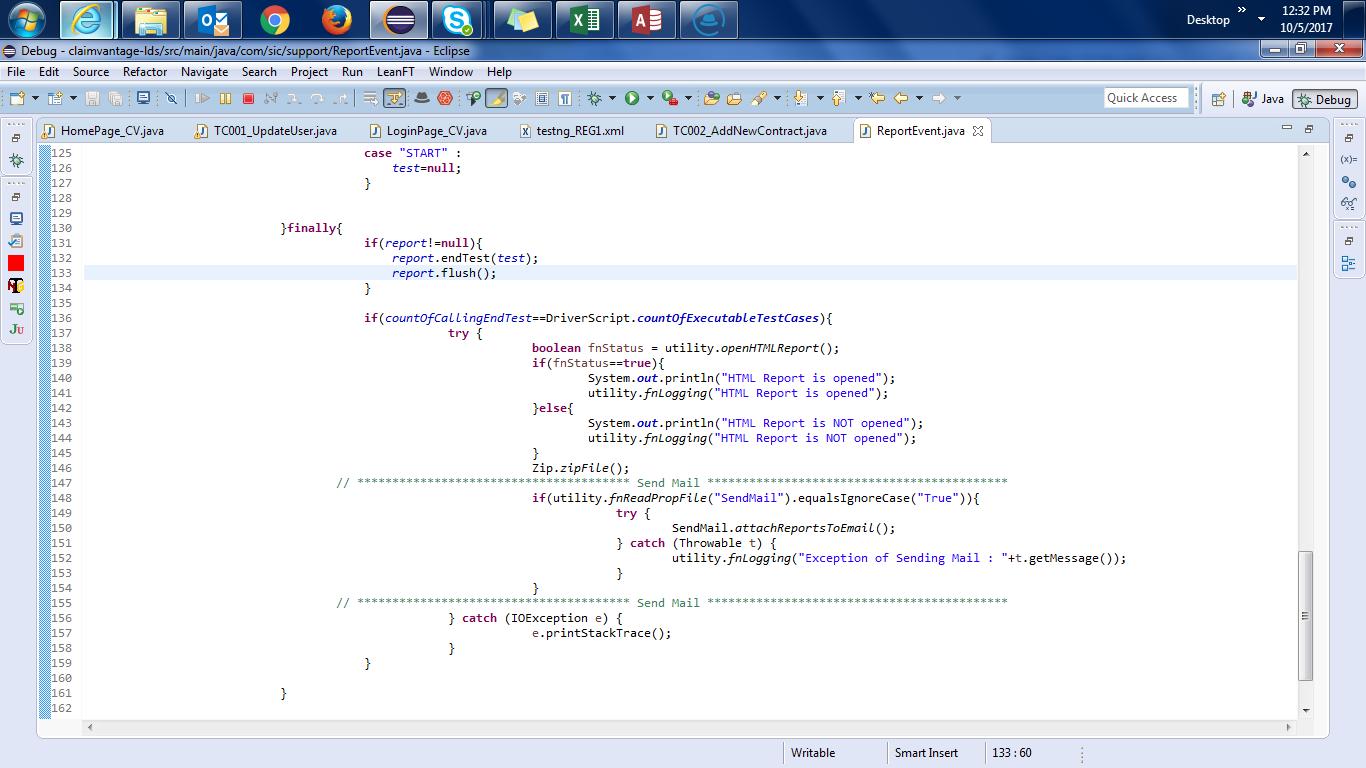 Desktop
»
12:32 PM
10/5/2017
Debug - claimvantage-lds/src/main/java/com/sic/support/ReportEvent.java - Eclipse
File Edit Source Refactor Navigate Search Project Run LeanFT Window Help
Quick Access
Java
Debug
HomePage_CV.java
TC001_UpdateUser.java
LoginPage_CV.java
testng_REG1.xml
TC002_AddNewContract.java
ReportEvent.java
125 case "START" :
126 test=null;
127 }
128
129
130 }finally{
131 if(report!=null){
132 report.endTest(test);
133 report.flush();
134 }
135
136 if(countOfCallingEndTest==DriverScript.countOfExecutableTestCases){
137 try {
138 boolean fnStatus = utility.openHTMLReport();
139 if(fnStatus==true){
140 System.out.println("HTML Report is opened");
141 utility.fnLogging("HTML Report is opened");
142 }else{
143 System.out.println("HTML Report is NOT opened");
144 utility.fnLogging("HTML Report is NOT opened");
145 }
146 Zip.zipFile();
147 // *************************************** Send Mail *******************************************
148 if(utility.fnReadPropFile("SendMail").equalsIgnoreCase("True")){
149 try {
150 SendMail.attachReportsToEmail();
151 } catch (Throwable t) {
152 utility.fnLogging("Exception of Sending Mail : "+t.getMessage());
153 }
154 }
155 // *************************************** Send Mail *******************************************
156 } catch (IOException e) {
157 e.printStackTrace();
158 }
159 }
160
161 }
162
Writable
Smart Insert
133 : 60